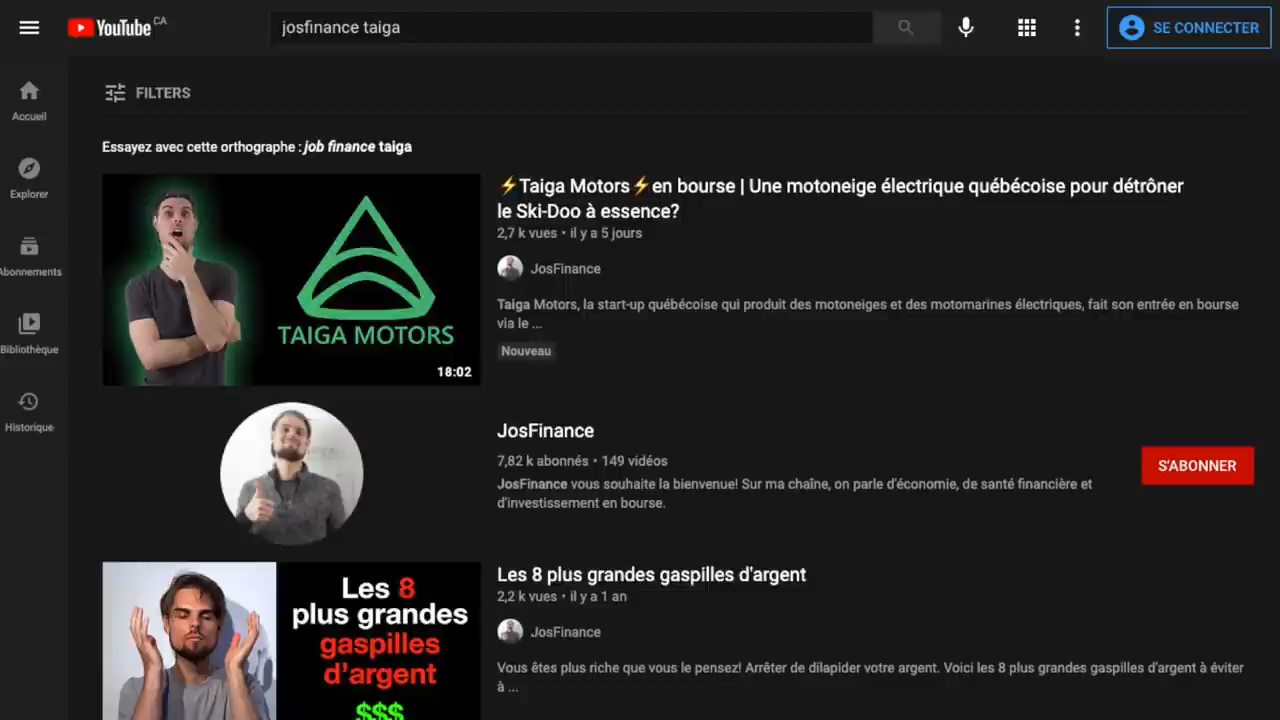 YouTube CA
josfinance taiga
SE CONNECTER
Accueil
Explorer
Abonnements
Bibliothèque
Historique
FILTERS
Essayez avec cette orthographe : job finance taiga
TAIGA MOTORS
18:02
⚡Taiga Motors⚡en bourse | Une motoneige électrique québécoise pour détrôner
le Ski-Doo à essence?
2,7 k vues • il y a 5 jours
JosFinance
Taiga Motors, la start-up québécoise qui produit des motoneiges et des motomarines électriques, fait son entrée en bourse
via le ...
Nouveau
JosFinance
7,82 k abonnés • 149 vidéos
JosFinance vous souhaite la bienvenue! Sur ma chaîne, on parle d'économie, de santé financière et
d'investissement en bourse.
S'ABONNER
Les 8
plus grandes
gaspilles
d'argent
$$$
Les 8 plus grandes gaspilles d'argent
2,2 k vues • il y a 1 an
JosFinance
Vous êtes plus riche que vous le pensez! Arrêter de dilapider votre argent. Voici les 8 plus grandes gaspilles d'argent à éviter
à ...